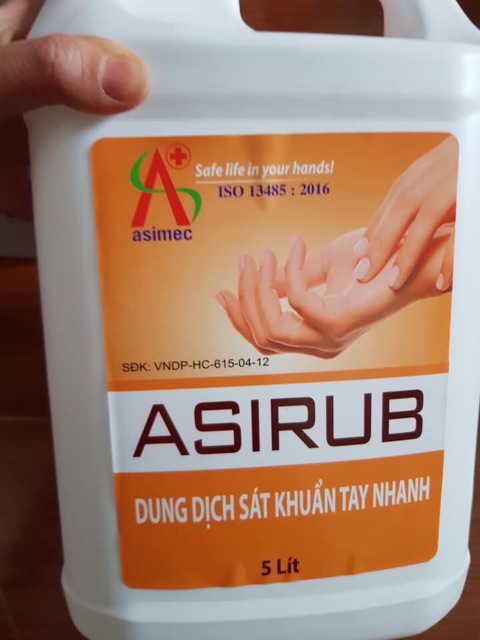 Safe life in your hands!
ISO 13485 : 2016
asimec
SĐK: VNDP-HC-615-04-12
ASIRUB
DUNG DỊCH SÁT KHUẨN TAY NHANH
5 Lít